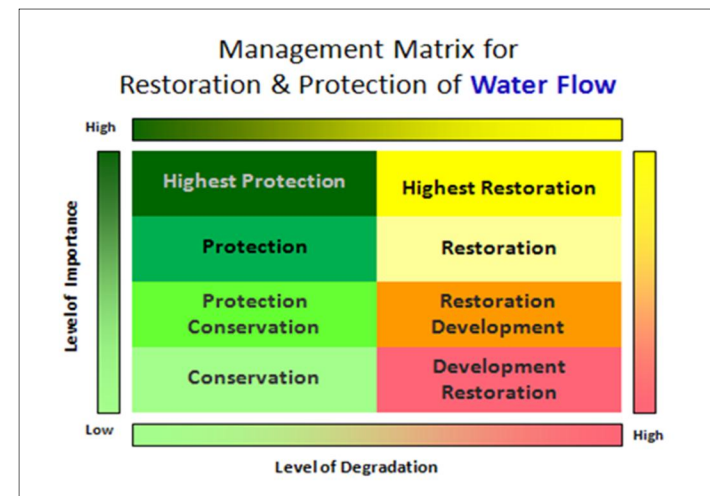 Management Matrix for
Restoration & Protection of Water Flow
High
Highest Protection
Highest Restoration
Level of Importance
Protection
Restoration
Protection
Conservation
Restoration
Development
Conservation
Development
Restoration
Low
High
Level of Degradation